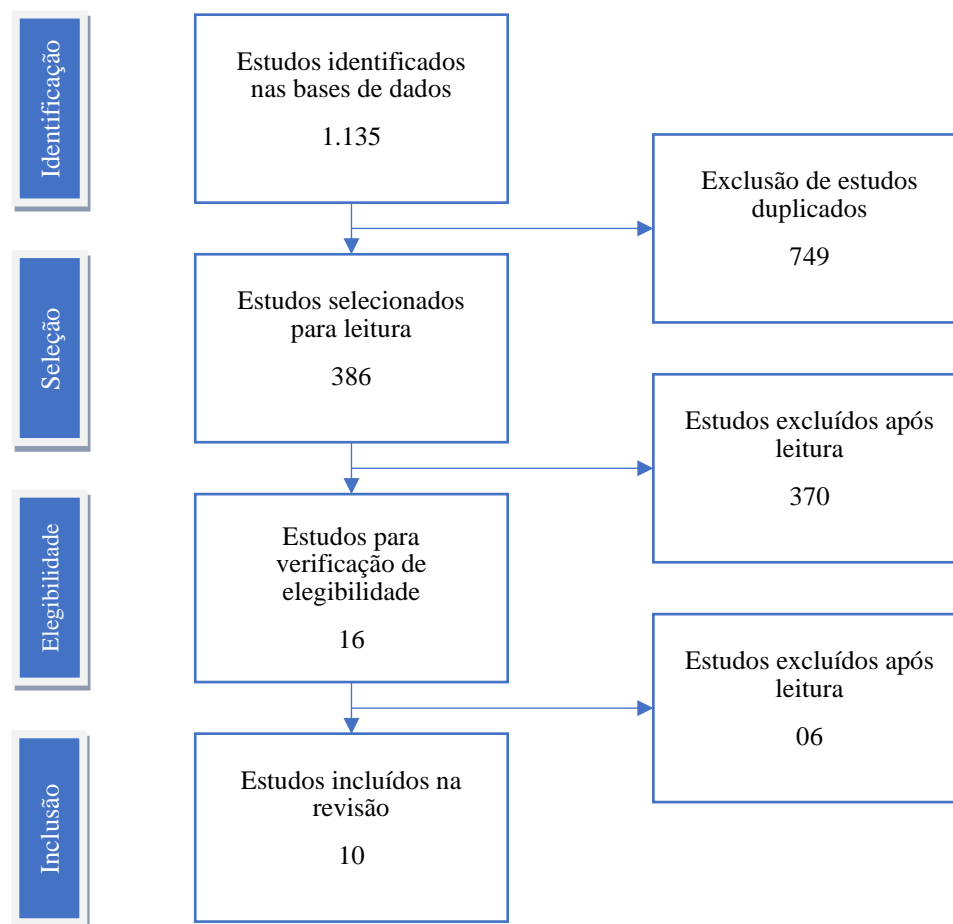 Identificação
Estudos identificados
nas bases de dados
1.135
Exclusão de estudos
duplicados
749
Seleção
Estudos selecionados
para leitura
386
Estudos excluídos após
leitura
370
Elegibilidade
Estudos para
verificação de
elegibilidade
16
Estudos excluídos após
leitura
06
Inclusão
Estudos incluídos na
revisão
10